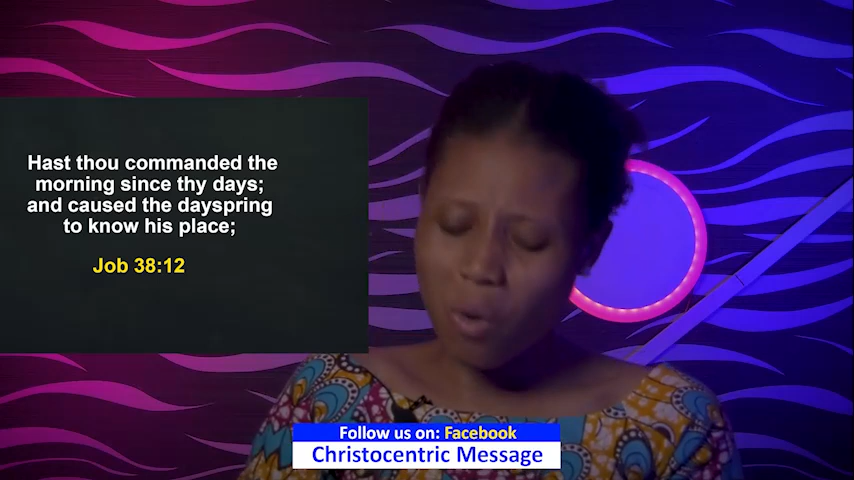 Hast thou commanded the
morning since thy days;
and caused the dayspring
to know his place;
Job 38:12
Follow us on: Facebook
Christocentric Message